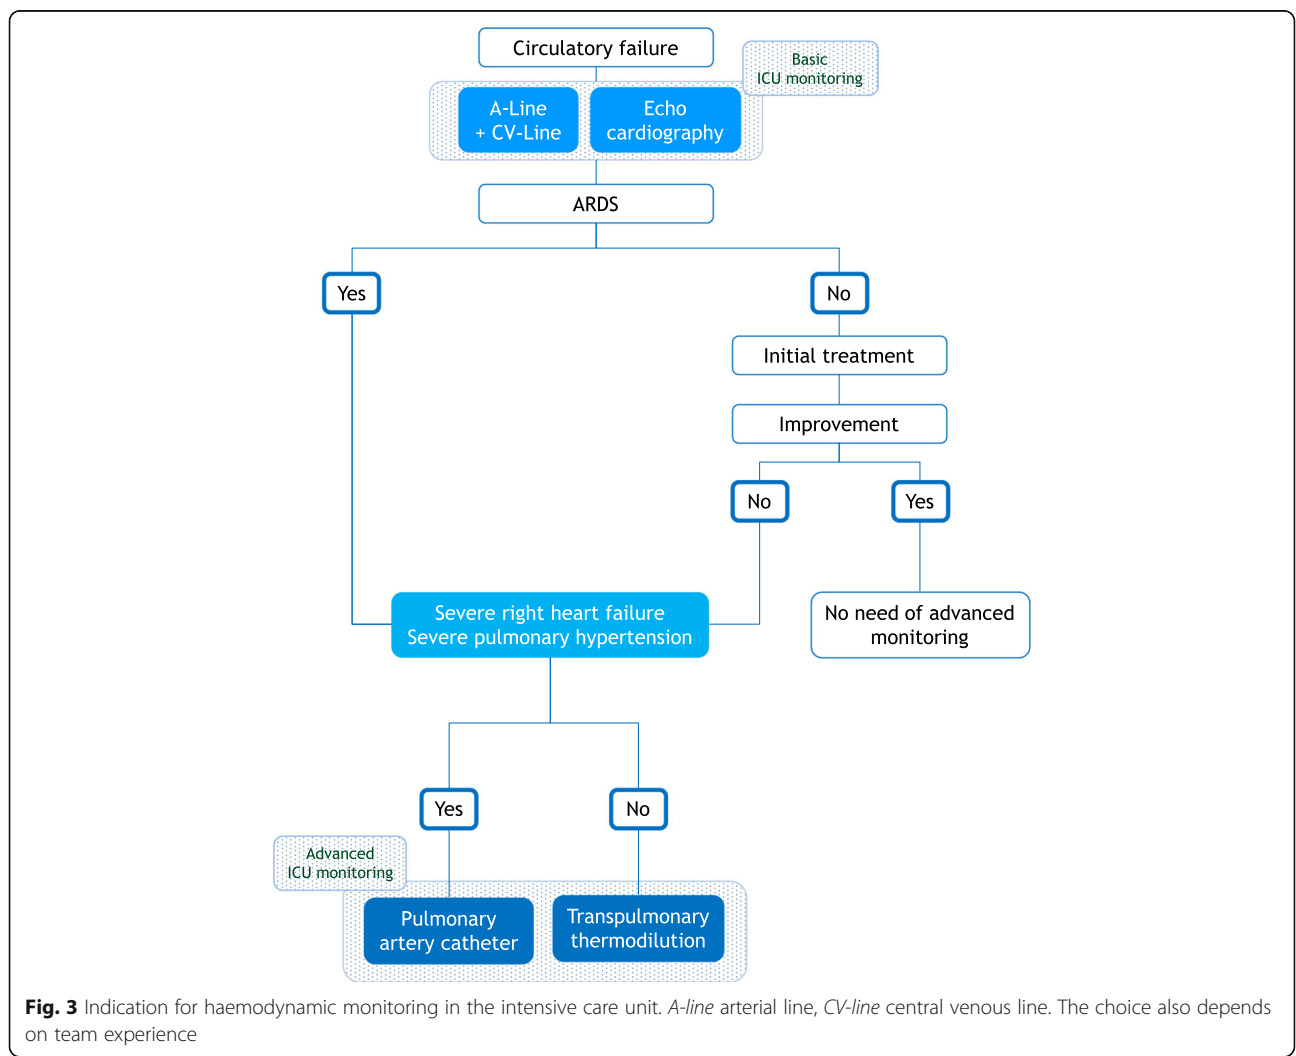 Circulatory failure
Basic
ICU monitoring
A-Line
+ CV-Line
Echo
cardiography
ARDS
Yes
No
Initial treatment
Improvement
No
Yes
Severe right heart failure
Severe pulmonary hypertension
No need of advanced
monitoring
Yes
No
Advanced
ICU monitoring
Pulmonary
artery catheter
Transpulmonary
thermodilution
Fig. 3 Indication for haemodynamic monitoring in the intensive care unit. A-line arterial line, CV-line central venous line. The choice also depends
on team experience